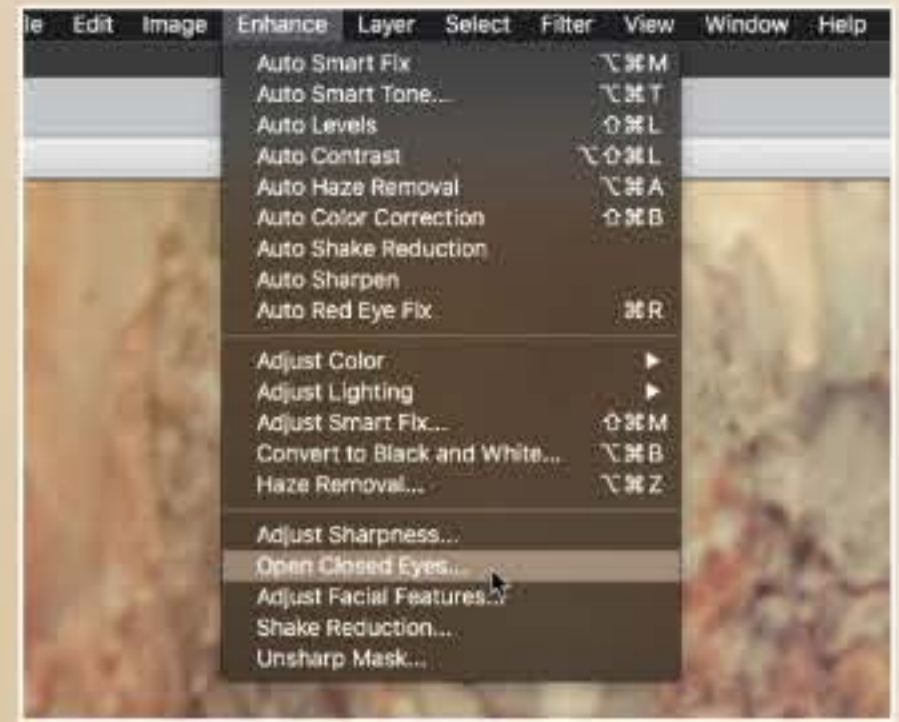 le Edit Image Enhance Layer Select Filter View Window Help
Auto Smart Fix ⌥⌘M
Auto Smart Tone... ⌥⌘T
Auto Levels ⇧⌘L
Auto Contrast ⌥⇧⌘L
Auto Haze Removal ⌥⌘A
Auto Color Correction ⇧⌘B
Auto Shake Reduction
Auto Sharpen
Auto Red Eye Fix ⌘R
Adjust Color ▶
Adjust Lighting ▶
Adjust Smart Fix... ⇧⌘M
Convert to Black and White... ⌥⌘B
Haze Removal... ⌥⌘Z
Adjust Sharpness...
Open Closed Eyes...
Adjust Facial Features...
Shake Reduction...
Unsharp Mask...